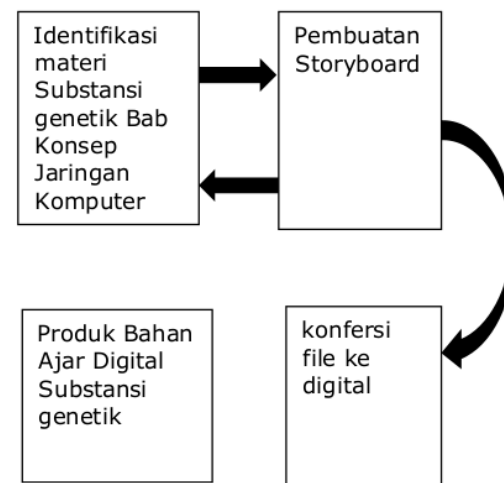 Identifikasi
materi
Substansi
genetik Bab
Konsep
Jaringan
Komputer
Pembuatan
Storyboard
Produk Bahan
Ajar Digital
Substansi
genetik
konfersi
file ke
digital